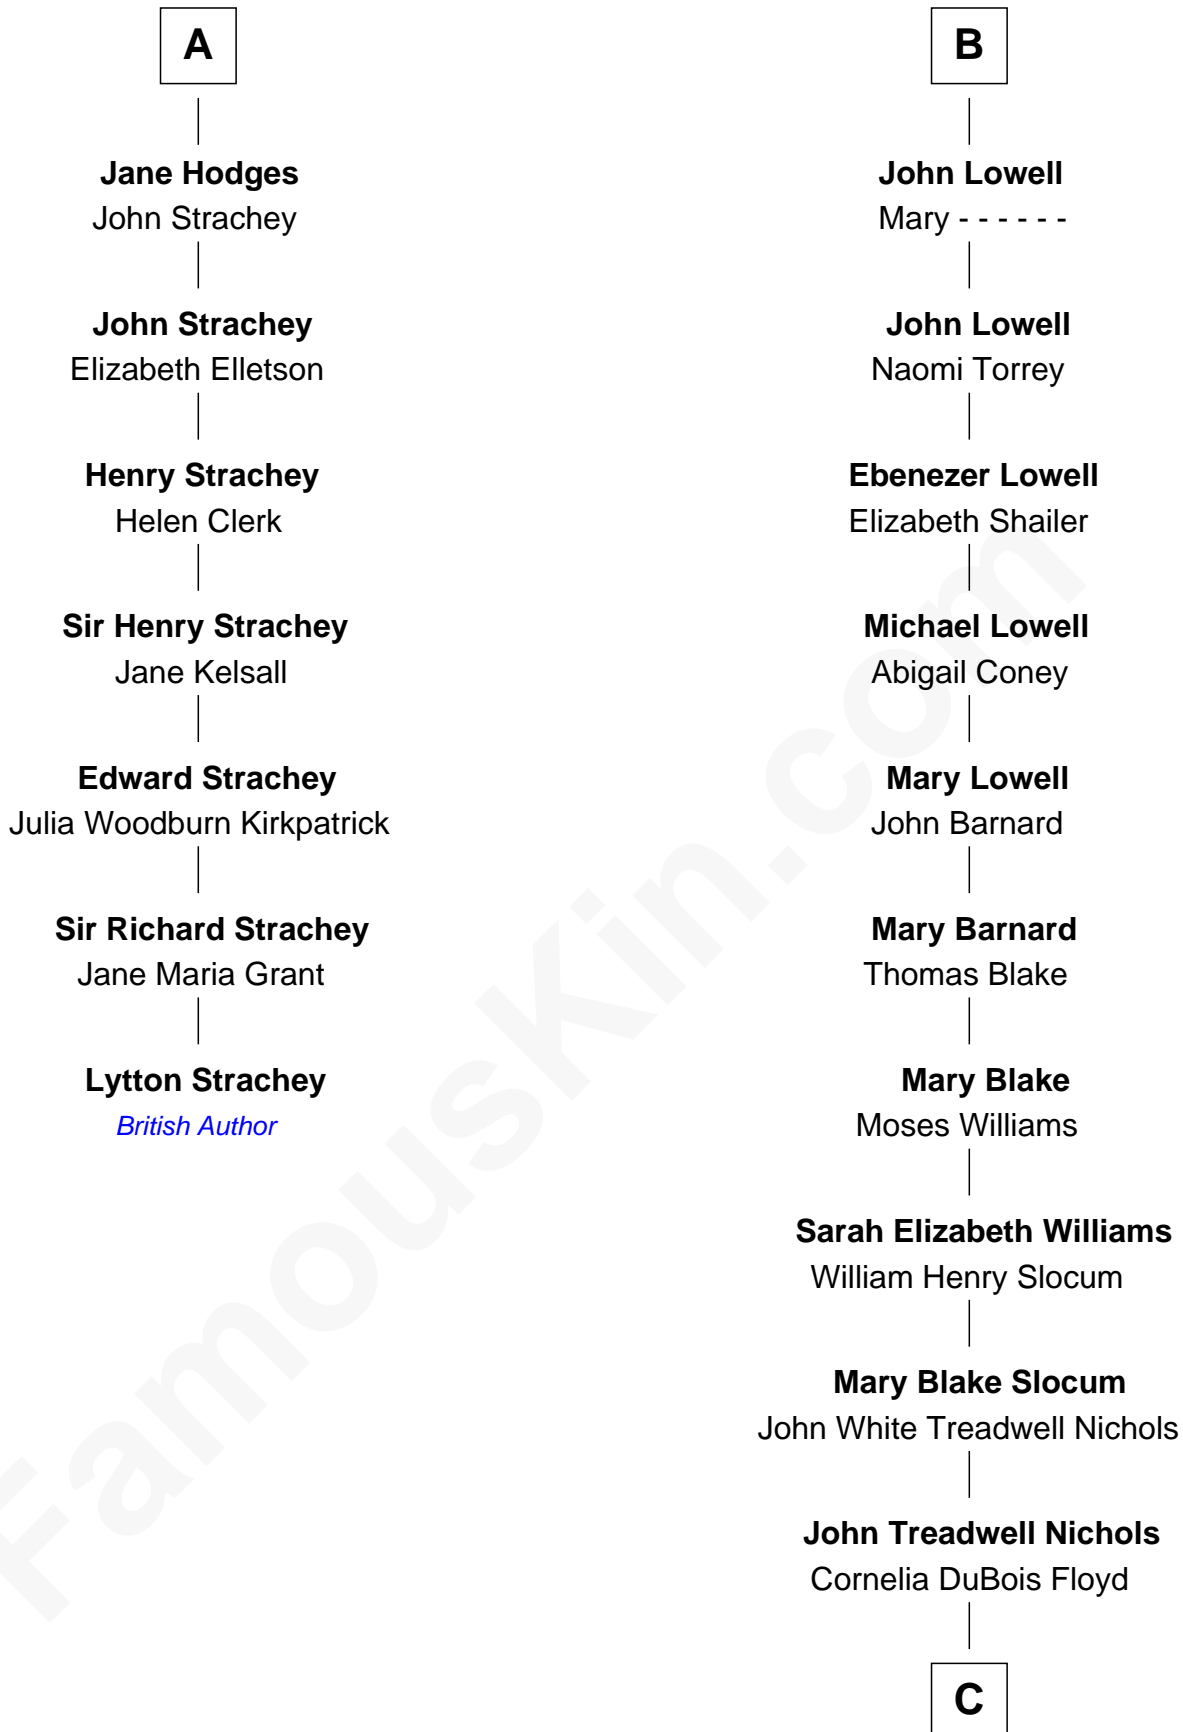 A
Jane Hodges
John Strachey
John Strachey
Elizabeth Elletson
Henry Strachey
Helen Clerk
Sir Henry Strachey
Jane Kelsall
Edward Strachey
Julia Woodburn Kirkpatrick
Sir Richard Strachey
Jane Maria Grant
Lytton Strachey
British Author
B
John Lowell
Mary - - - - - -
John Lowell
Naomi Torrey
Ebenezer Lowell
Elizabeth Shailer
Michael Lowell
Abigail Coney
Mary Lowell
John Barnard
Mary Barnard
Thomas Blake
Mary Blake
Moses Williams
Sarah Elizabeth Williams
William Henry Slocum
Mary Blake Slocum
John White Treadwell Nichols
John Treadwell Nichols
Cornelia DuBois Floyd
C
FamousKin.com